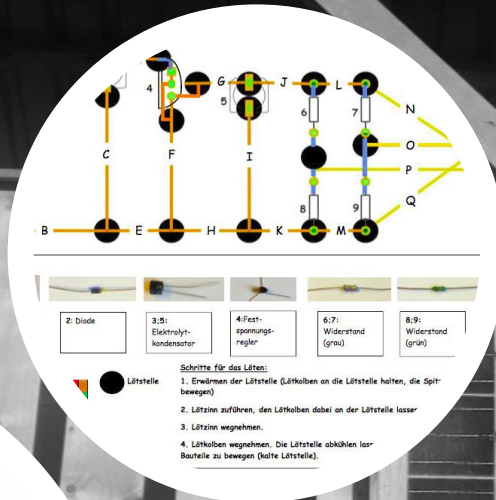 G J L
4 5 6 7 N
C F I O
P
8 9 Q
B E H K M
2: Diode
3;5:
Elektrolyt-
kondensator
4:Fest-
spannungs-
regler
6;7:
Widerstand
(grau)
8;9:
Widerstand
(grün)
Lötstelle
Schritte für das Löten:
1. Erwärmen der Lötstelle (Lötkolben an die Lötstelle halten, die
bewegen)
2. Lötzinn zuführen, den Lötkolben dabei an der Lötstelle
3. Lötzinn wegnehmen.
4. Lötkolben wegnehmen. Die Lötstelle abkühlen
Bauteile zu bewegen (kalte Lötstelle).